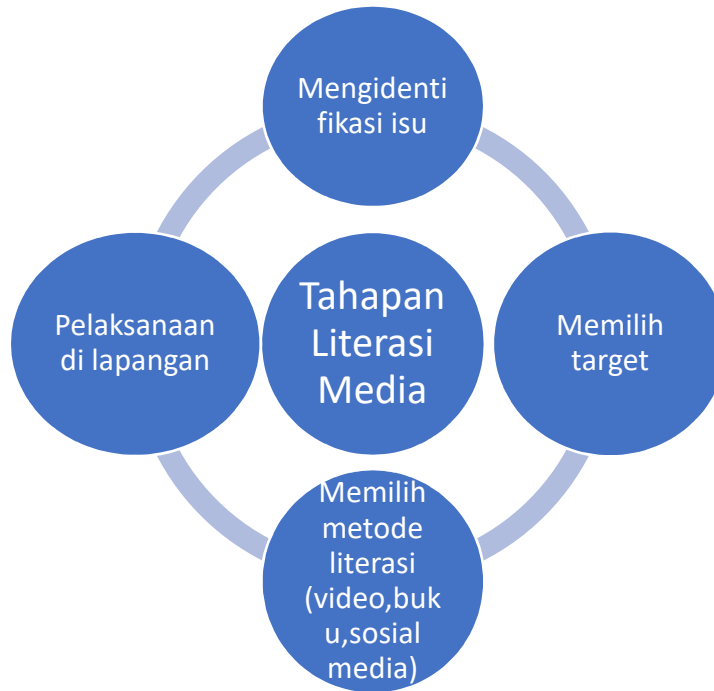 Mengidenti
fikasi isu
Pelaksanaan
di lapangan
Tahapan
Literasi
Media
Memilih
target
Memilih
metode
literasi
(video,buk
u,sosial
media)